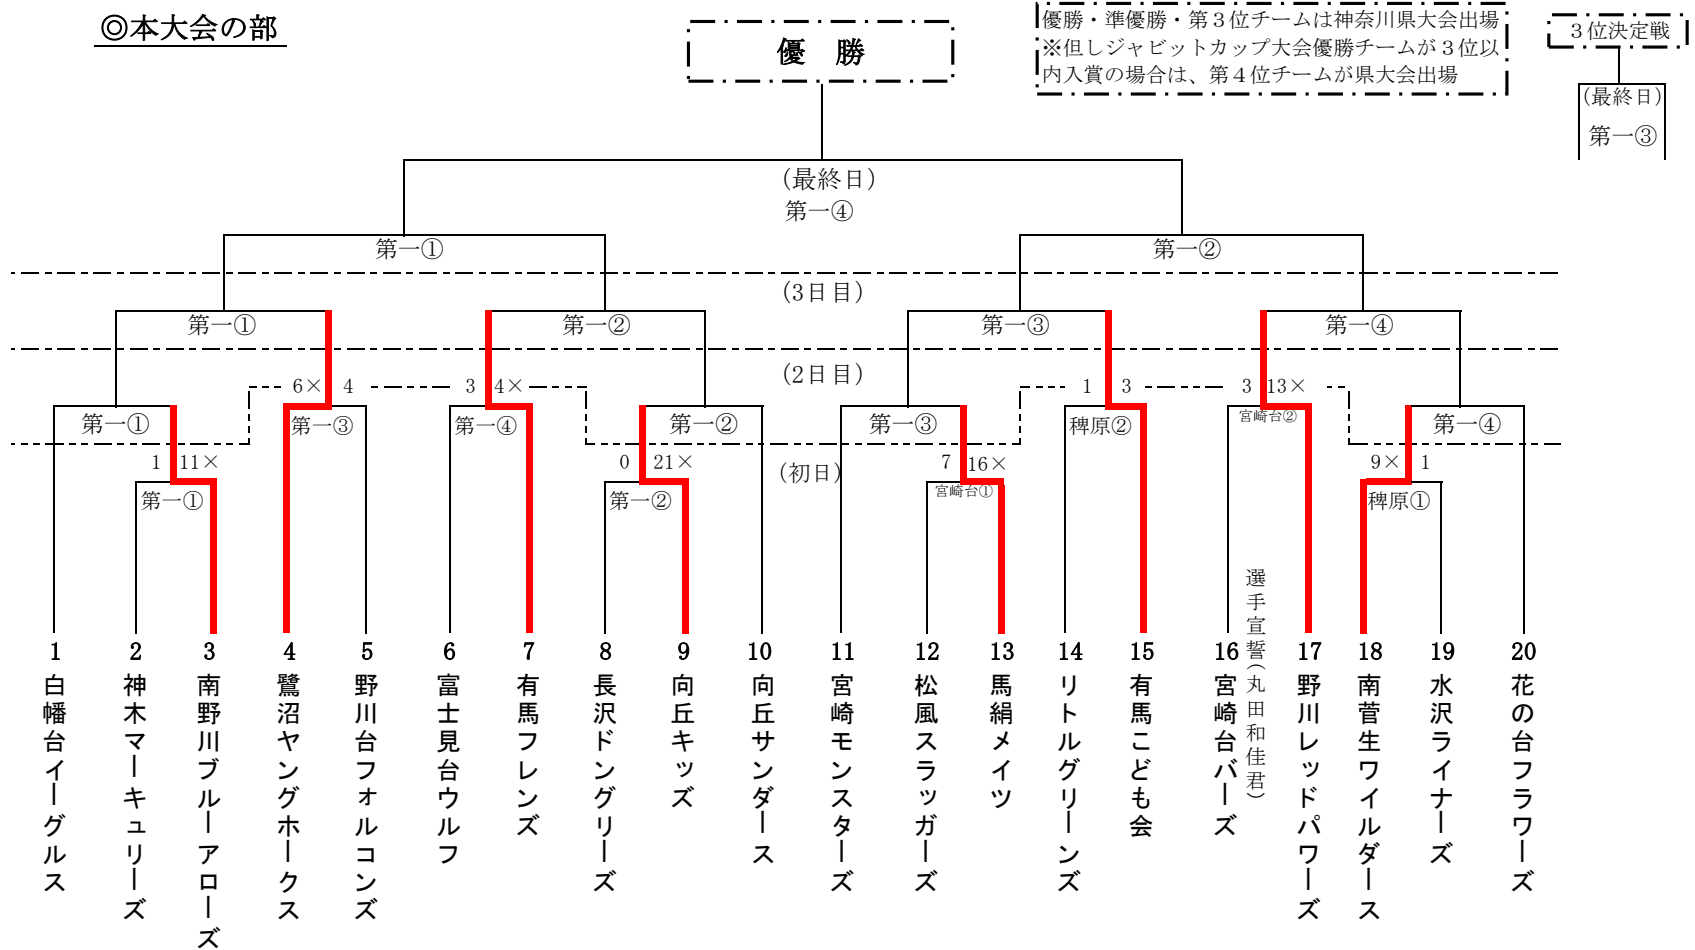 ◎本大会の部
優　勝
優勝・準優勝・第３位チームは神奈川県大会出場
※但しジャビットカップ大会優勝チームが３位以
内入賞の場合は、第４位チームが県大会出場
３位決定戦
(最終日)
第一③
(最終日)
第一④
第一①
第一②
(3日目)
第一①
第一②
第一③
第一④
(2日目)
6× 4
3 4×
1 3
3 13×
第一①
第一③
第一④
第一②
第一③
稗原②
宮崎台②
第一④
(初日)
1 11×
0 21×
7 16×
9× 1
第一①
第一②
宮崎台①
稗原①
1 白幡台イーグルス
2 神木マーキュリーズ
3 南野川ブルーアローズ
4 鷺沼ヤングホークス
5 野川台フォルコンズ
6 富士見台ウルフ
7 有馬フレンズ
8 長沢ドングリーズ
9 向丘キッズ
10 向丘サンダース
11 宮崎モンスターズ
12 松風スラッガーズ
13 馬絹メイツ
14 リトルグリーンズ
15 有馬こども会
16 宮崎台バーズ
選手宣誓(丸田和佳君)
17 野川レッドパワーズ
18 南菅生ワイルダース
19 水沢ライナーズ
20 花の台フラワーズ